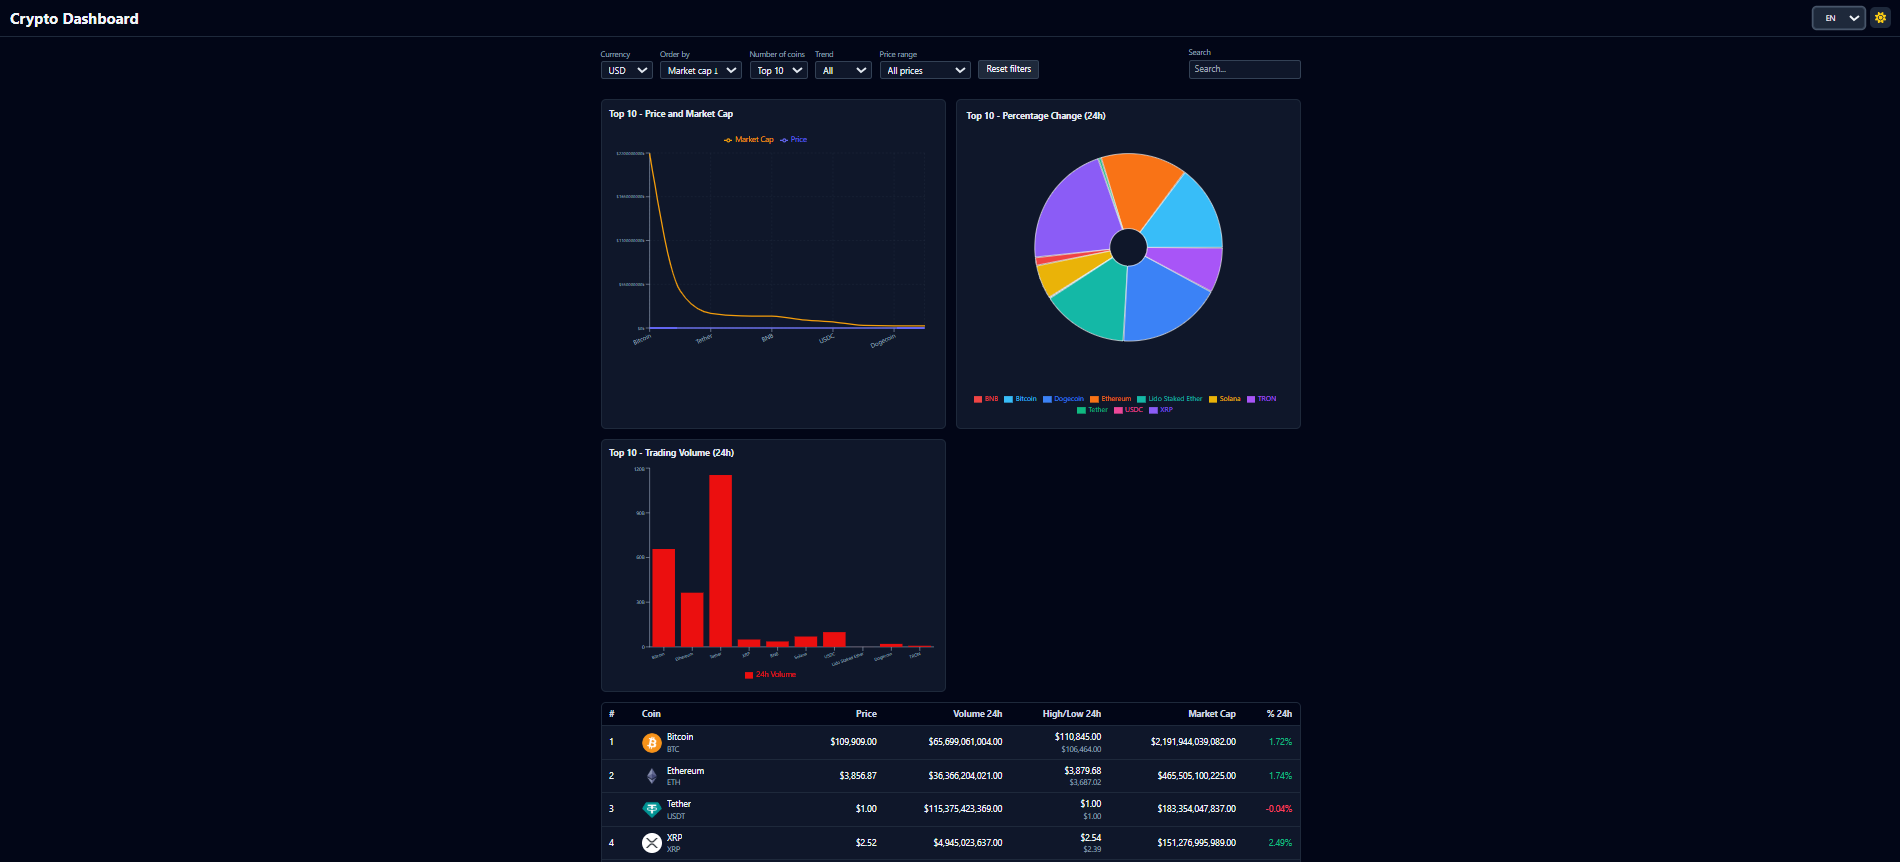 Crypto Dashboard
EN
Currency Order by Number of coins Trend Price range Search
USD Market cap ↓ Top 10 All All prices Reset filters Search...
Top 10 - Price and Market Cap
Market Cap Price
Bitcoin Tether BNB USDC Dogecoin
Top 10 - Percentage Change (24h)
BNB Bitcoin Dogecoin Ethereum Lido Staked Ether Solana TRON
Tether USDC XRP
Top 10 - Trading Volume (24h)
120B
90B
60B
30B
0
Bitcoin Ethereum Tether XRP BNB Solana USDC Lido Staked Ether Dogecoin TRON
24h Volume
# Coin Price Volume 24h High/Low 24h Market Cap % 24h
1 Bitcoin BTC $109,909.00 $65,699,061,004.00 $110,845.00 $106,464.00 $2,191,944,039,082.00 1.72%
2 Ethereum ETH $3,856.87 $36,366,204,021.00 $3,879.68 $3,687.02 $465,505,100,225.00 1.74%
3 Tether USDT $1.00 $115,375,423,369.00 $1.00 $1.00 $183,354,047,837.00 -0.04%
4 XRP XRP $2.52 $4,945,023,637.00 $2.54 $2.39 $151,276,995,989.00 2.49%